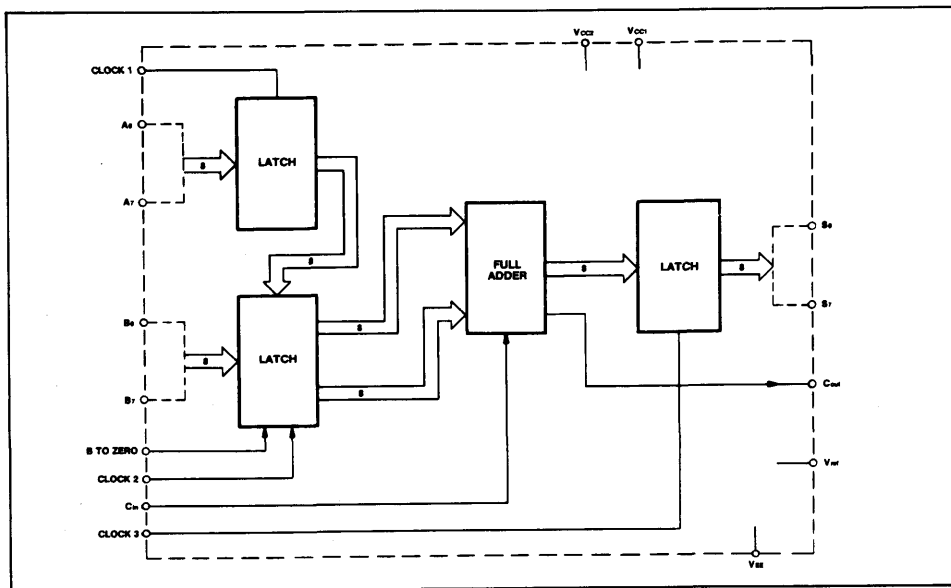 VCC2 VCC1
CLOCK 1
A0
LATCH
8
A7
8
S0
FULL ADDER
8
LATCH
8
S7
B0
8
LATCH
8
8
B7
Cout
B TO ZERO
Vref
CLOCK 2
Cin
CLOCK 3
VEE